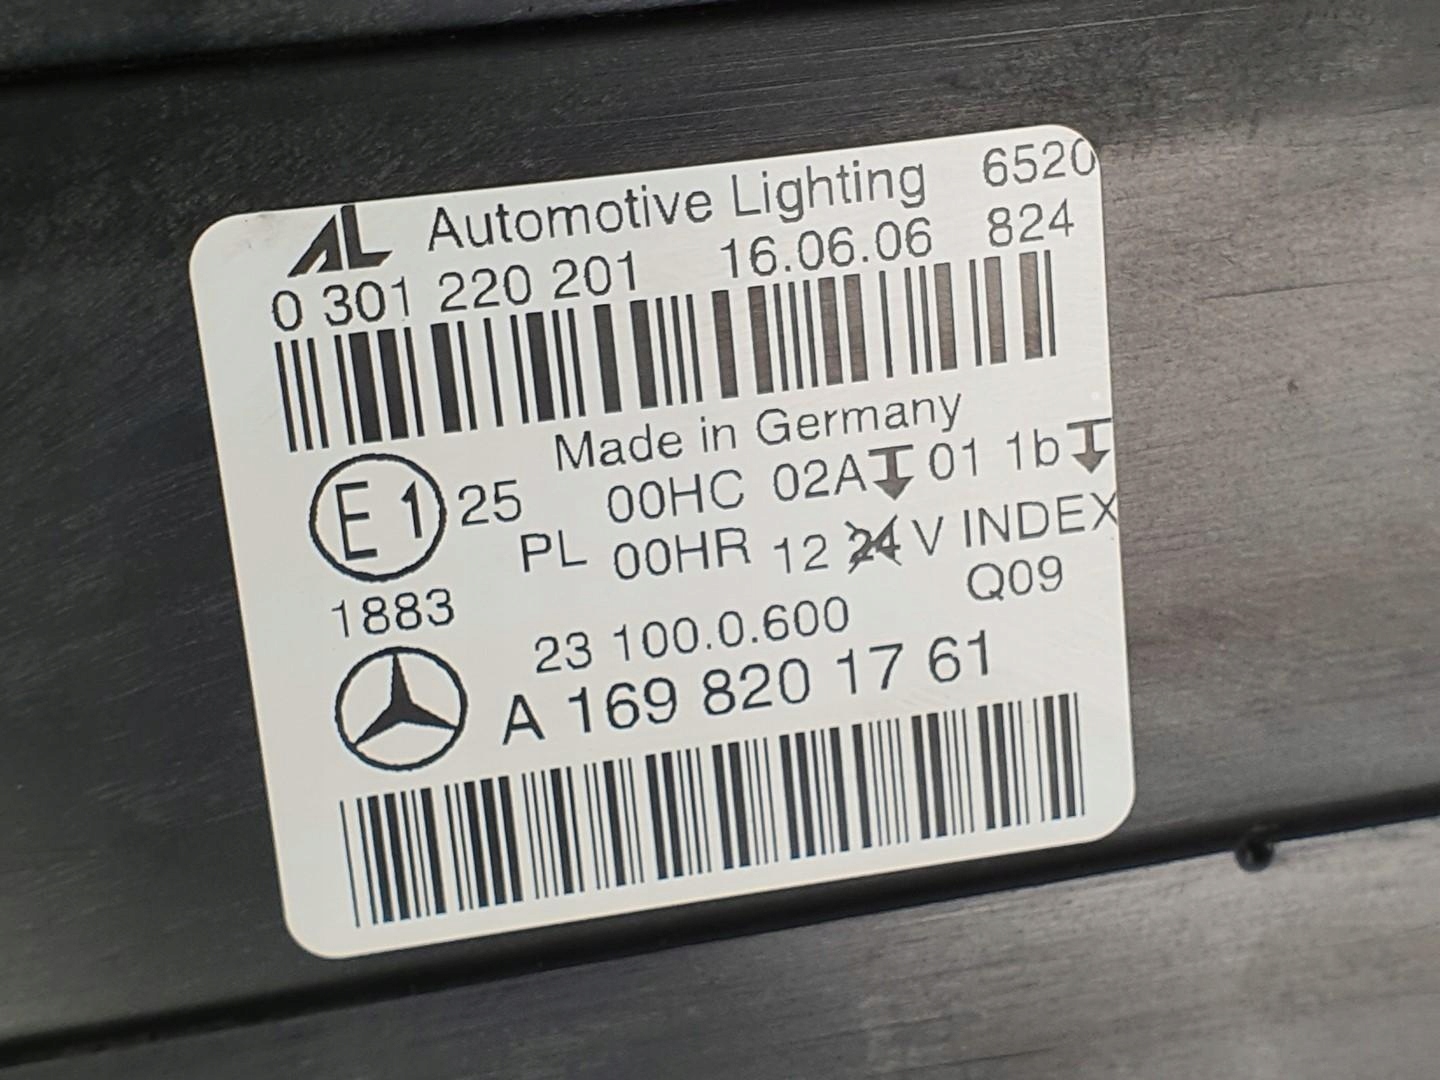 AL Automotive Lighting 6520
0 301 220 201 16.06.06 824
Made in Germany
E1 25 00HC 02A 01 1b
PL 00HR 12 24 V INDEX
1883 Q09
23 100.0.600
A 169 820 17 61